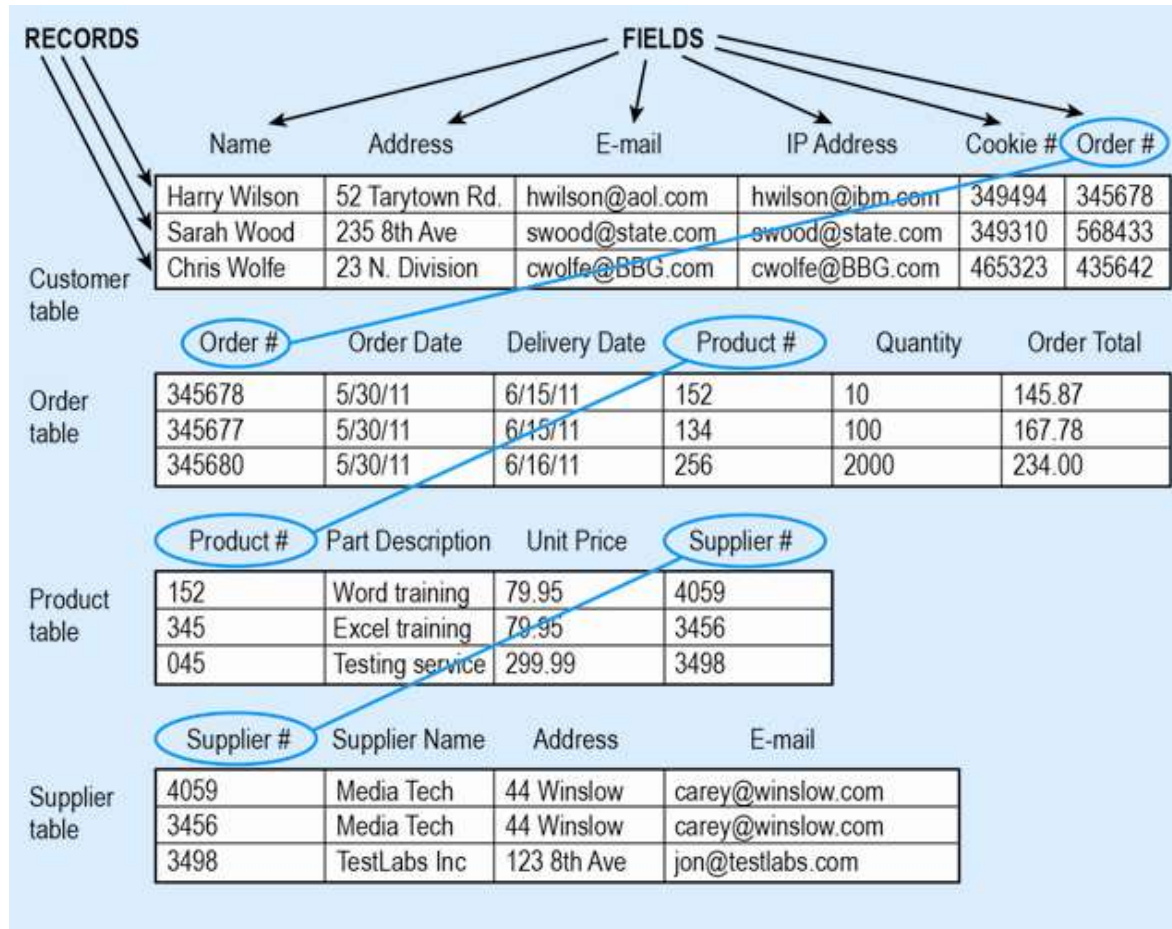 RECORDS FIELDS
Name Address E-mail IP Address Cookie # Order #
Harry Wilson 52 Tarytown Rd. hwilson@aol.com hwilson@ibm.com 349494 345678
Sarah Wood 235 8th Ave swood@state.com swood@state.com 349310 568433
Chris Wolfe 23 N. Division cwolfe@BBG.com cwolfe@BBG.com 465323 435642
Customer
table
Order # Order Date Delivery Date Product # Quantity Order Total
Order
table
345678 5/30/11 6/15/11 152 10 145.87
345677 5/30/11 6/15/11 134 100 167.78
345680 5/30/11 6/16/11 256 2000 234.00
Product # Part Description Unit Price Supplier #
Product
table
152 Word training 79.95 4059
345 Excel training 79.95 3456
045 Testing service 299.99 3498
Supplier # Supplier Name Address E-mail
Supplier
table
4059 Media Tech 44 Winslow carey@winslow.com
3456 Media Tech 44 Winslow carey@winslow.com
3498 TestLabs Inc 123 8th Ave jon@testlabs.com